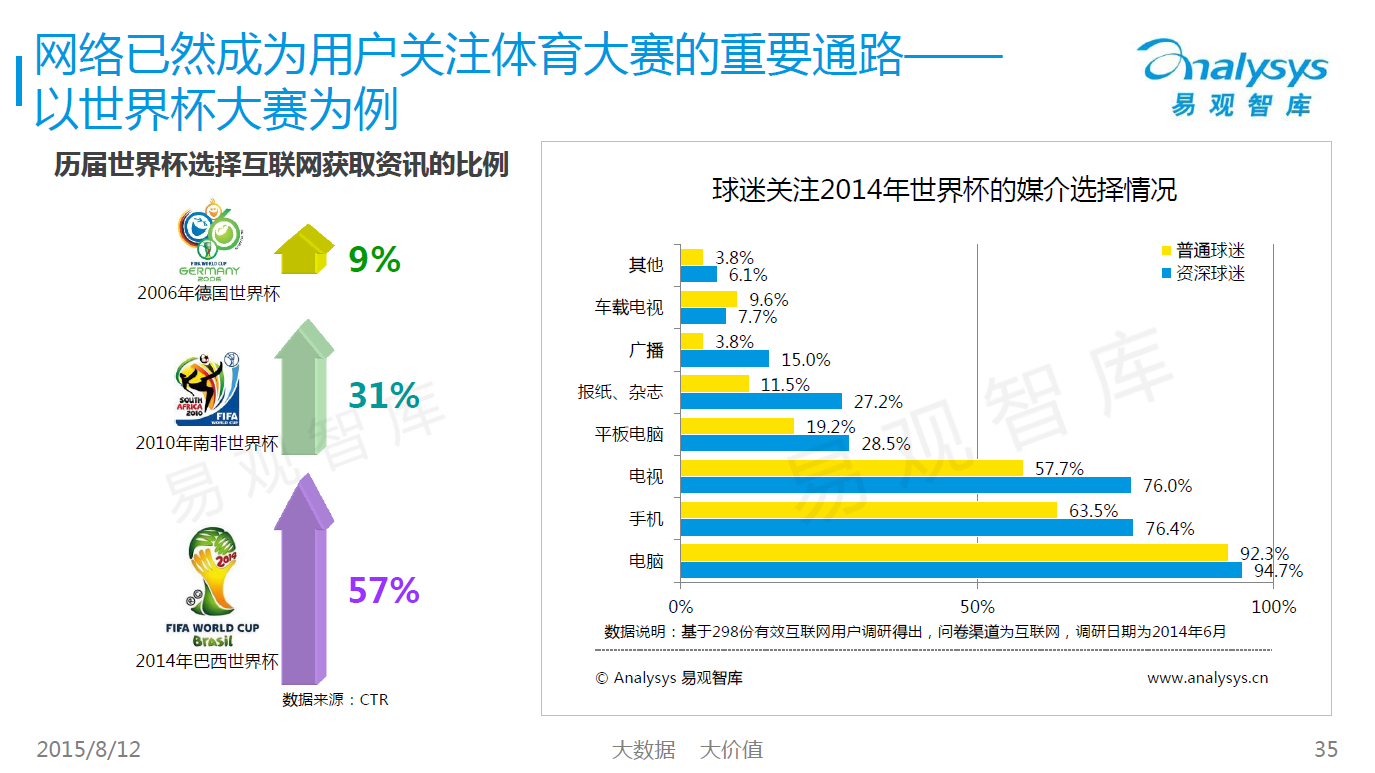 网络已然成为用户关注体育大赛的重要通路——
以世界杯大赛为例
analysys
易观智库
历届世界杯选择互联网获取资讯的比例
FIFA WORLD CUP
GERMANY
2006
9%
2006年德国世界杯
SOUTH
AFRICA
2010
FIFA
WORLD CUP
31%
2010年南非世界杯
2014
FIFA WORLD CUP
Brasil
57%
2014年巴西世界杯
数据来源：CTR
球迷关注2014年世界杯的媒介选择情况
普通球迷
资深球迷
其他
3.8%
6.1%
车载电视
9.6%
7.7%
广播
3.8%
15.0%
报纸、杂志
11.5%
27.2%
平板电脑
19.2%
28.5%
电视
57.7%
76.0%
手机
63.5%
76.4%
电脑
92.3%
94.7%
0% 50% 100%
数据说明：基于298份有效互联网用户调研得出，问卷渠道为互联网，调研日期为2014年6月
© Analysys 易观智库 www.analysys.cn
易观智库
易观智库
2015/8/12 大数据 大价值 35